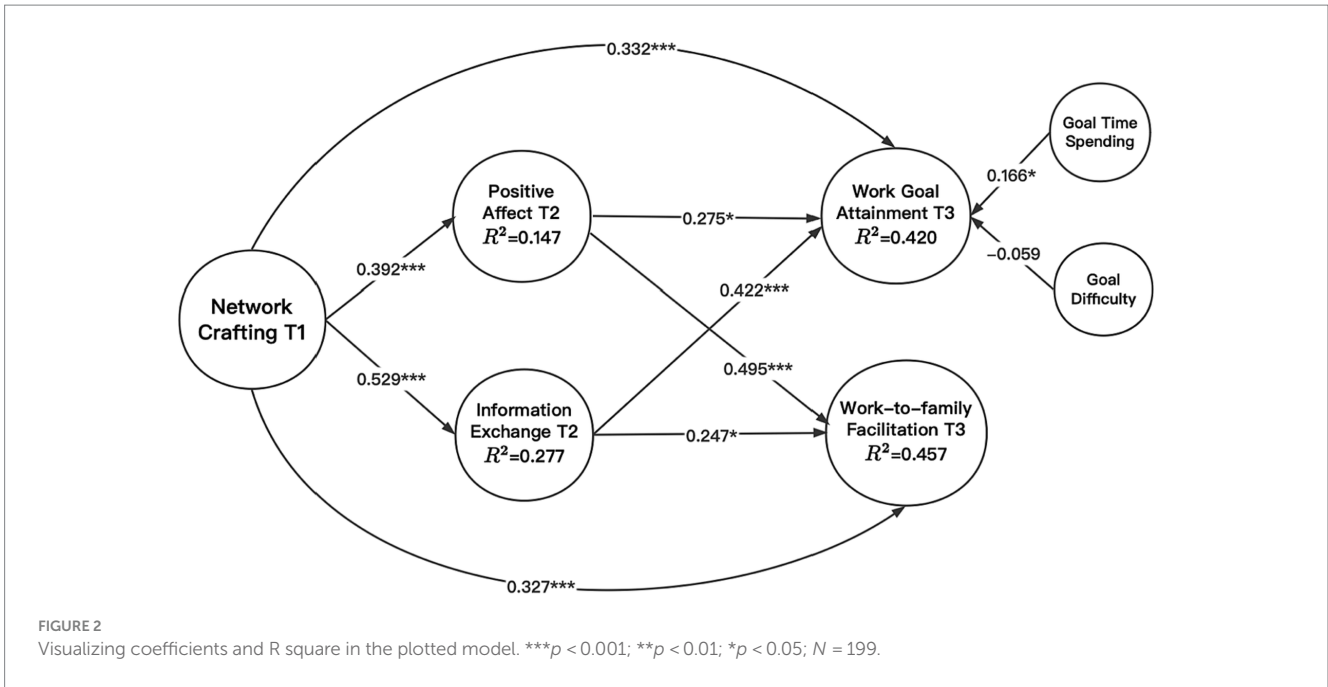 0.332***
Goal Time
Spending
0.166*
Positive
Affect T2
R²=0.147
0.275*
Work Goal
Attainment T3
R²=0.420
−0.059
Goal
Difficulty
0.392***
0.422***
Network
Crafting T1
0.529***
0.495***
Information
Exchange T2
R²=0.277
0.247*
Work–to–family
Facilitation T3
R²=0.457
0.327***
FIGURE 2
Visualizing coefficients and R square in the plotted model. ***p < 0.001; **p < 0.01; *p < 0.05; N = 199.